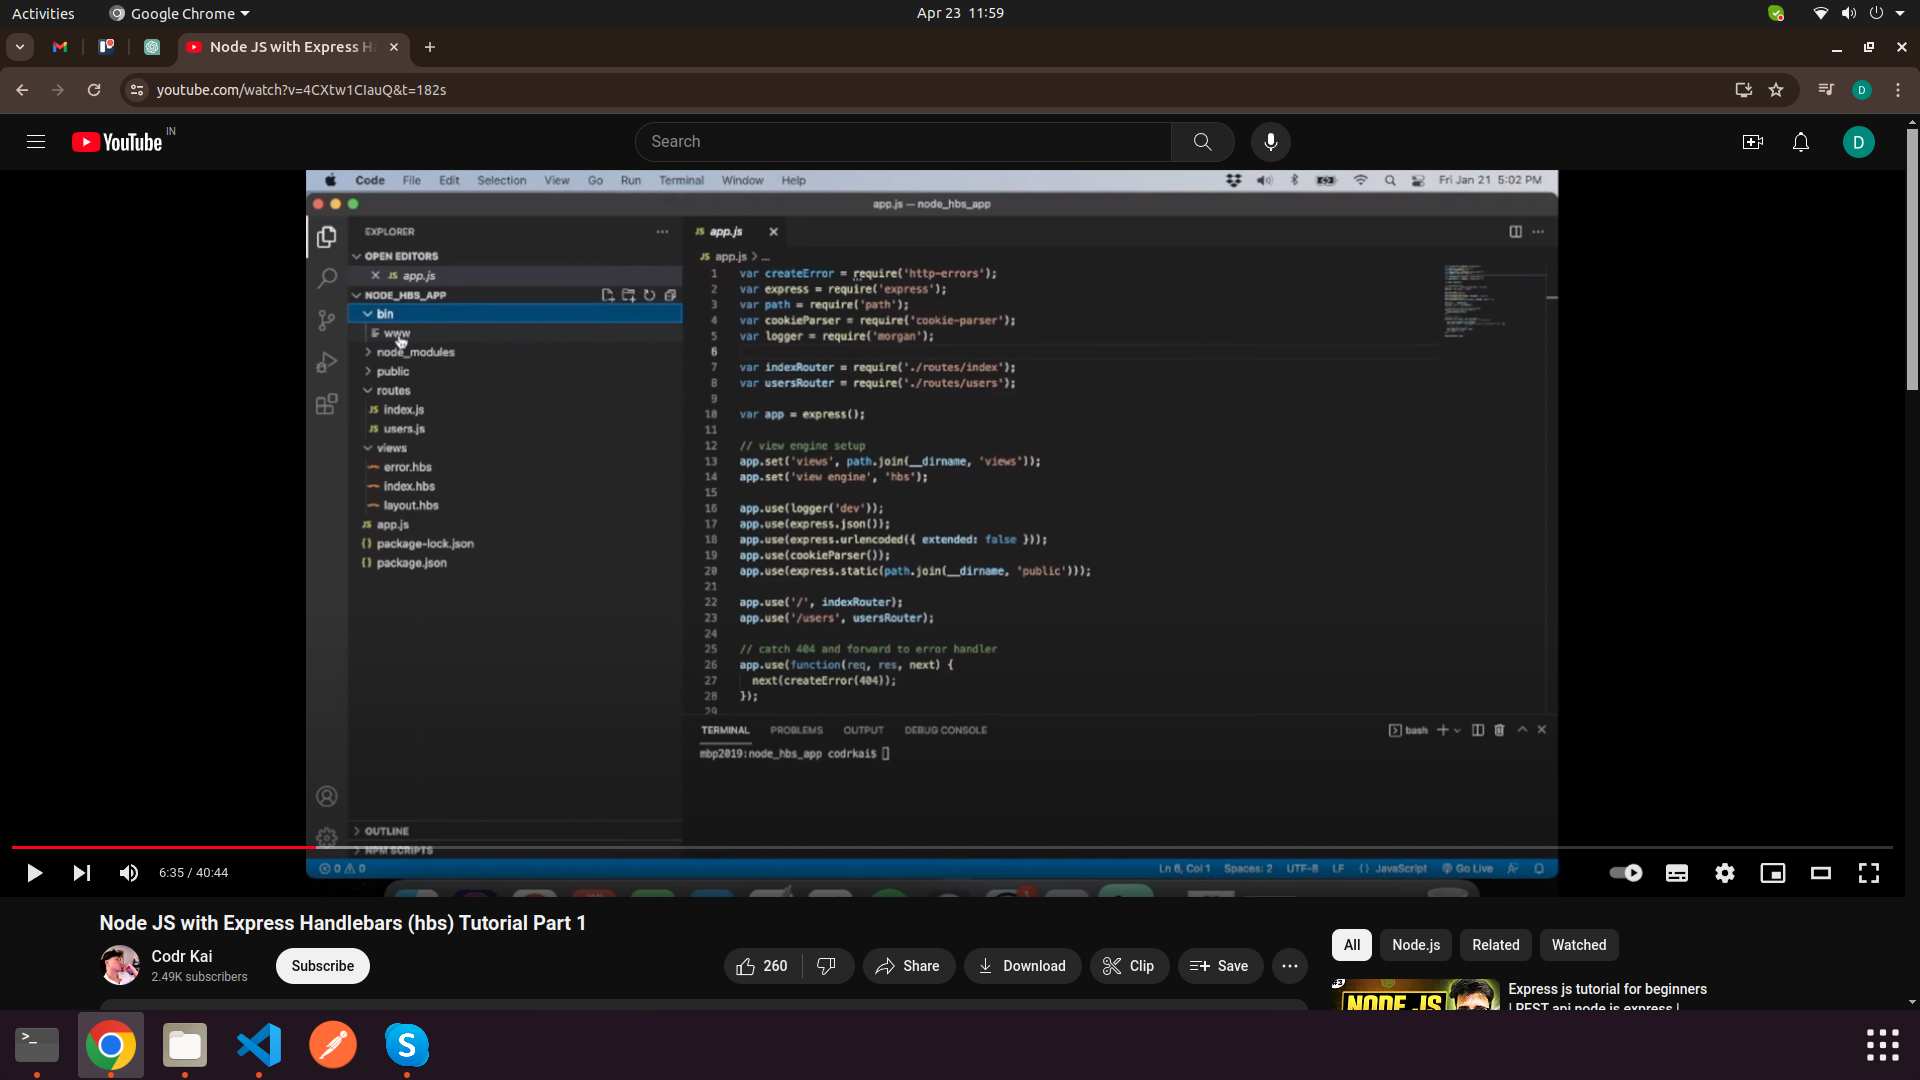 Activities
Google Chrome
Apr 23 11:59
Node JS with Express H
youtube.com/watch?v=4CXtw1CIauQ&t=182s
D
YouTube IN
Search
D
Code File Edit Selection View Go Run Terminal Window Help
Fri Jan 21 5:02 PM
app.js — node_hbs_app
EXPLORER
OPEN EDITORS
JS app.js
NODE_HBS_APP
bin
www
node_modules
public
routes
JS index.js
JS users.js
views
error.hbs
index.hbs
layout.hbs
JS app.js
{} package-lock.json
{} package.json
OUTLINE
NPM SCRIPTS
JS app.js
JS app.js > ...
1 var createError = require('http-errors');
2 var express = require('express');
3 var path = require('path');
4 var cookieParser = require('cookie-parser');
5 var logger = require('morgan');
6
7 var indexRouter = require('./routes/index');
8 var usersRouter = require('./routes/users');
9
10 var app = express();
11
12 // view engine setup
13 app.set('views', path.join(__dirname, 'views'));
14 app.set('view engine', 'hbs');
15
16 app.use(logger('dev'));
17 app.use(express.json());
18 app.use(express.urlencoded({ extended: false }));
19 app.use(cookieParser());
20 app.use(express.static(path.join(__dirname, 'public')));
21
22 app.use('/', indexRouter);
23 app.use('/users', usersRouter);
24
25 // catch 404 and forward to error handler
26 app.use(function(req, res, next) {
27 next(createError(404));
28 });
29
TERMINAL PROBLEMS OUTPUT DEBUG CONSOLE
bash
mbp2019:node_hbs_app codrkai$
0 0
Ln 6, Col 1 Spaces: 2 UTF-8 LF {} JavaScript Go Live
6:35 / 40:44
Node JS with Express Handlebars (hbs) Tutorial Part 1
Codr Kai
2.49K subscribers
Subscribe
260
Share
Download
Clip
Save
All
Node.js
Related
Watched
#3
NODE JS
Express js tutorial for beginners
| REST api node js express |